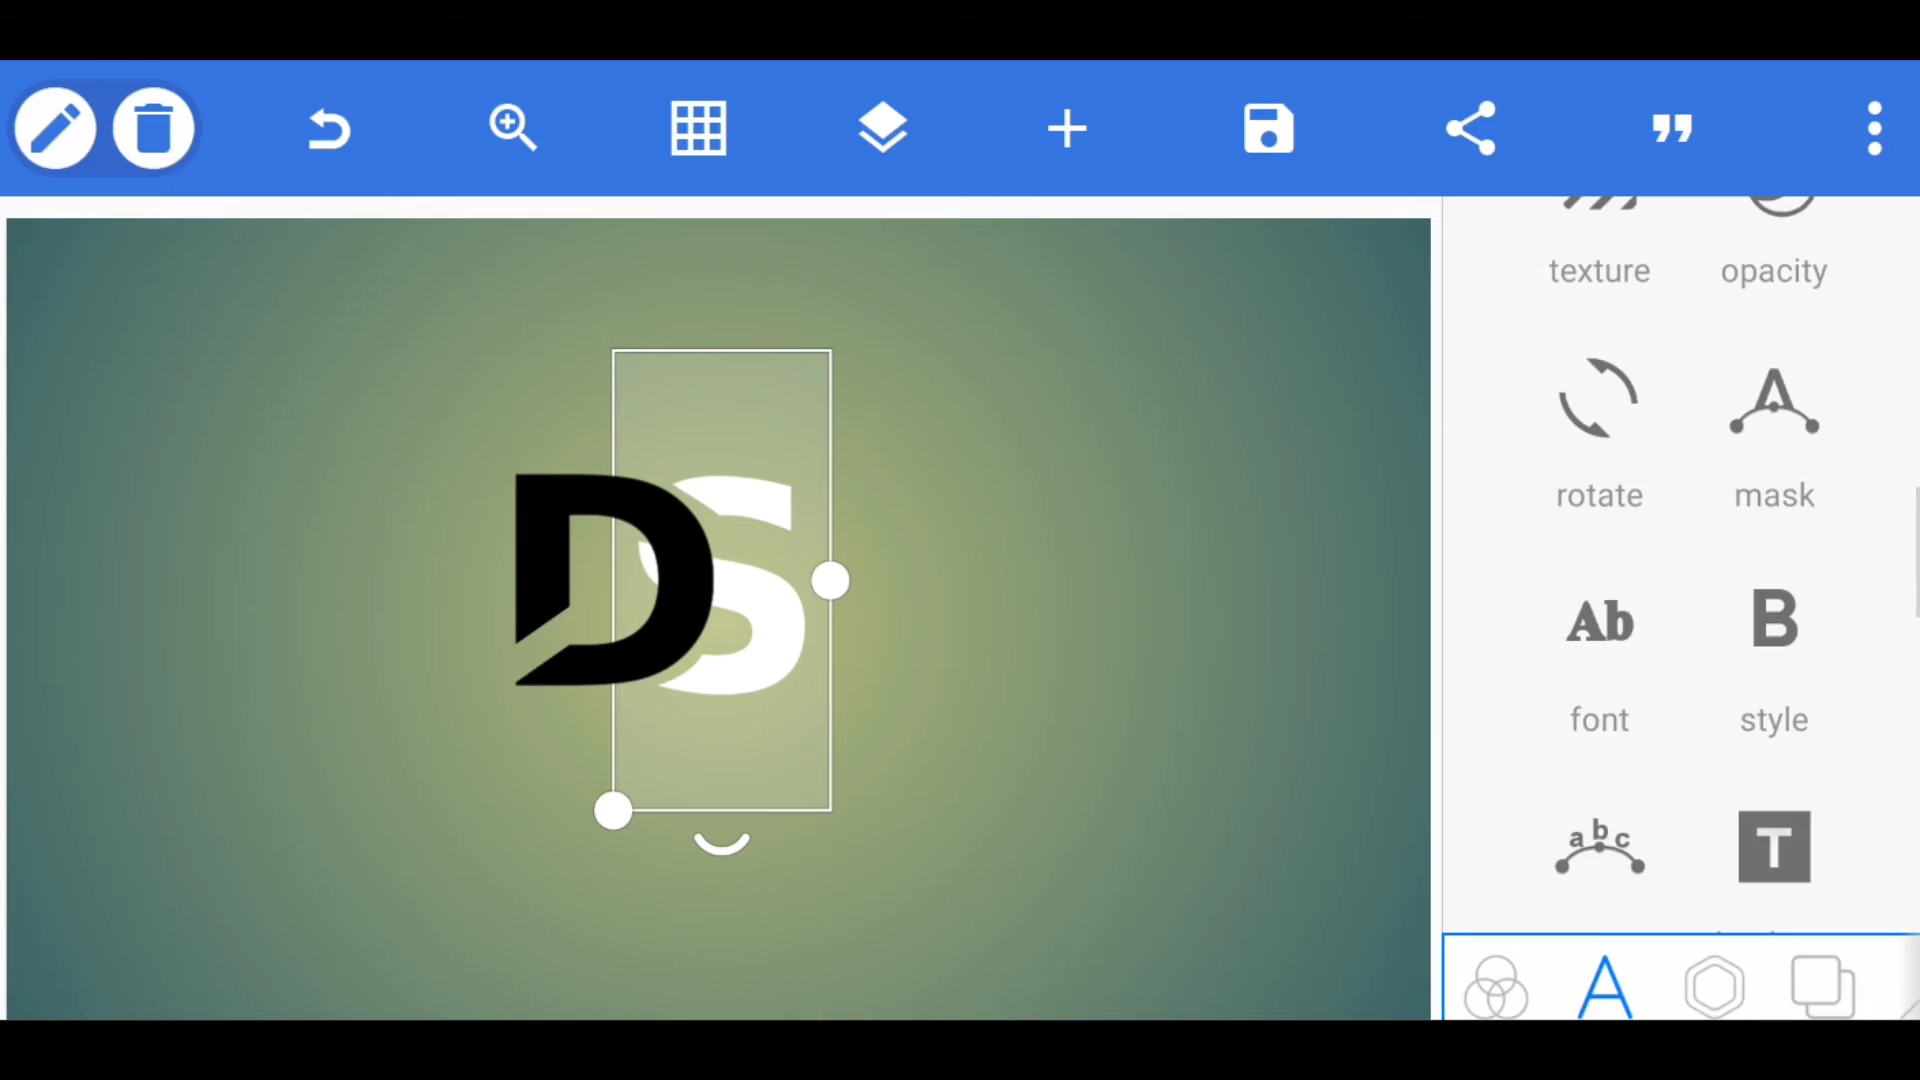 texture opacity
DS
rotate mask
Ab B
font style
abc T
A